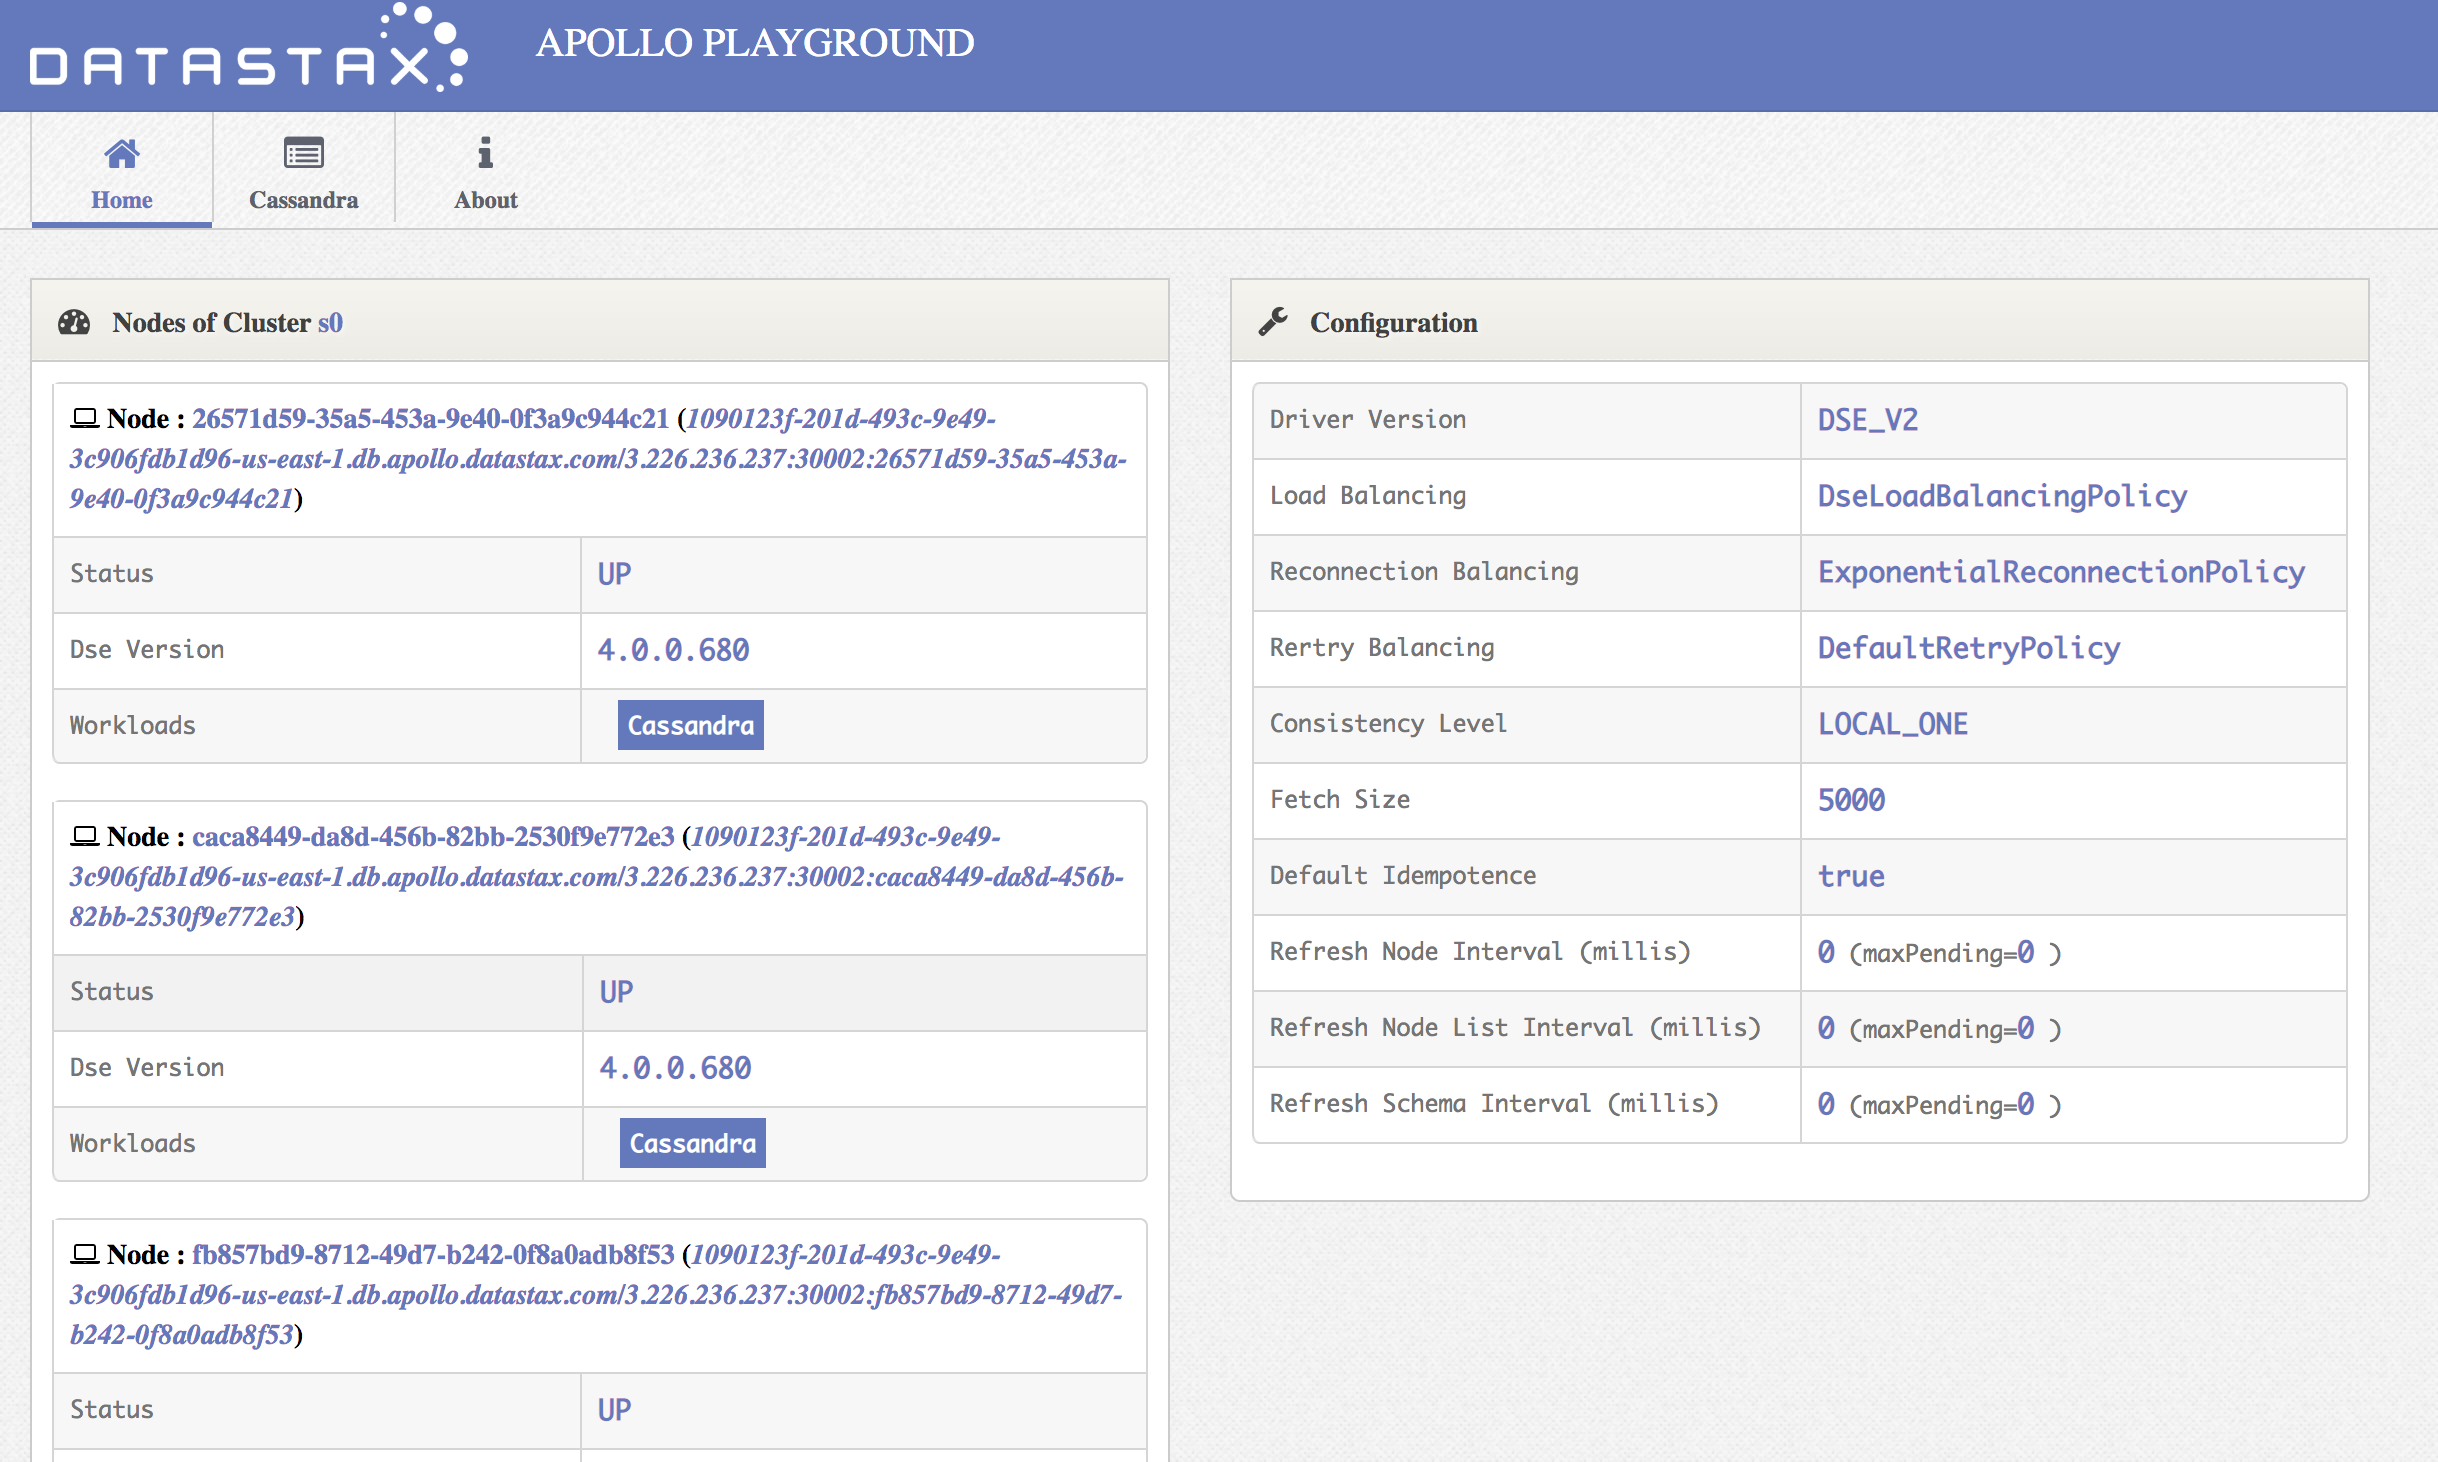 DATASTAX
APOLLO PLAYGROUND
Home
Cassandra
About
Nodes of Cluster s0
Node : 26571d59-35a5-453a-9e40-0f3a9c944c21 (1090123f-201d-493c-9e49-
3c906fdb1d96-us-east-1.db.apollo.datastax.com/3.226.236.237:30002:26571d59-35a5-453a-
9e40-0f3a9c944c21)
Status UP
Dse Version 4.0.0.680
Workloads Cassandra
Node : caca8449-da8d-456b-82bb-2530f9e772e3 (1090123f-201d-493c-9e49-
3c906fdb1d96-us-east-1.db.apollo.datastax.com/3.226.236.237:30002:caca8449-da8d-456b-
82bb-2530f9e772e3)
Status UP
Dse Version 4.0.0.680
Workloads Cassandra
Node : fb857bd9-8712-49d7-b242-0f8a0adb8f53 (1090123f-201d-493c-9e49-
3c906fdb1d96-us-east-1.db.apollo.datastax.com/3.226.236.237:30002:fb857bd9-8712-49d7-
b242-0f8a0adb8f53)
Status UP
Configuration
Driver Version DSE_V2
Load Balancing DseLoadBalancingPolicy
Reconnection Balancing ExponentialReconnectionPolicy
Rertry Balancing DefaultRetryPolicy
Consistency Level LOCAL_ONE
Fetch Size 5000
Default Idempotence true
Refresh Node Interval (millis) 0 (maxPending=0 )
Refresh Node List Interval (millis) 0 (maxPending=0 )
Refresh Schema Interval (millis) 0 (maxPending=0 )